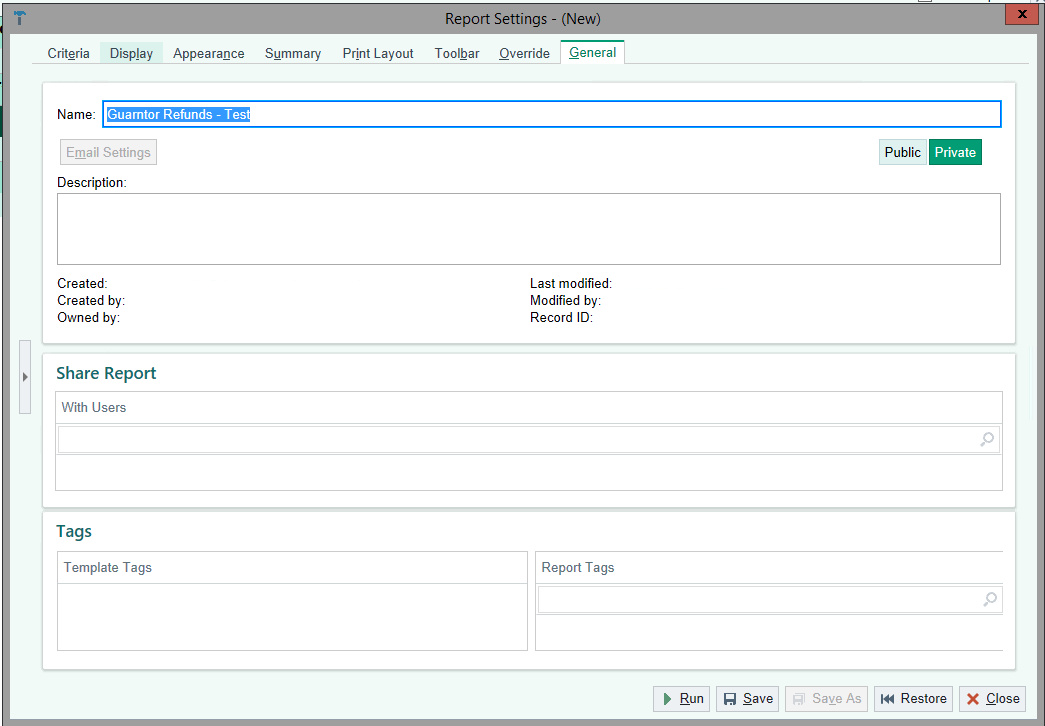 Report Settings - (New)
x
Criteria Display Appearance Summary Print Layout Toolbar Override General
Name: Guarntor Refunds - Test
Email Settings Public Private
Description:
Created: Last modified:
Created by: Modified by:
Owned by: Record ID:
Share Report
With Users
Tags
Template Tags Report Tags
Run Save Save As Restore Close